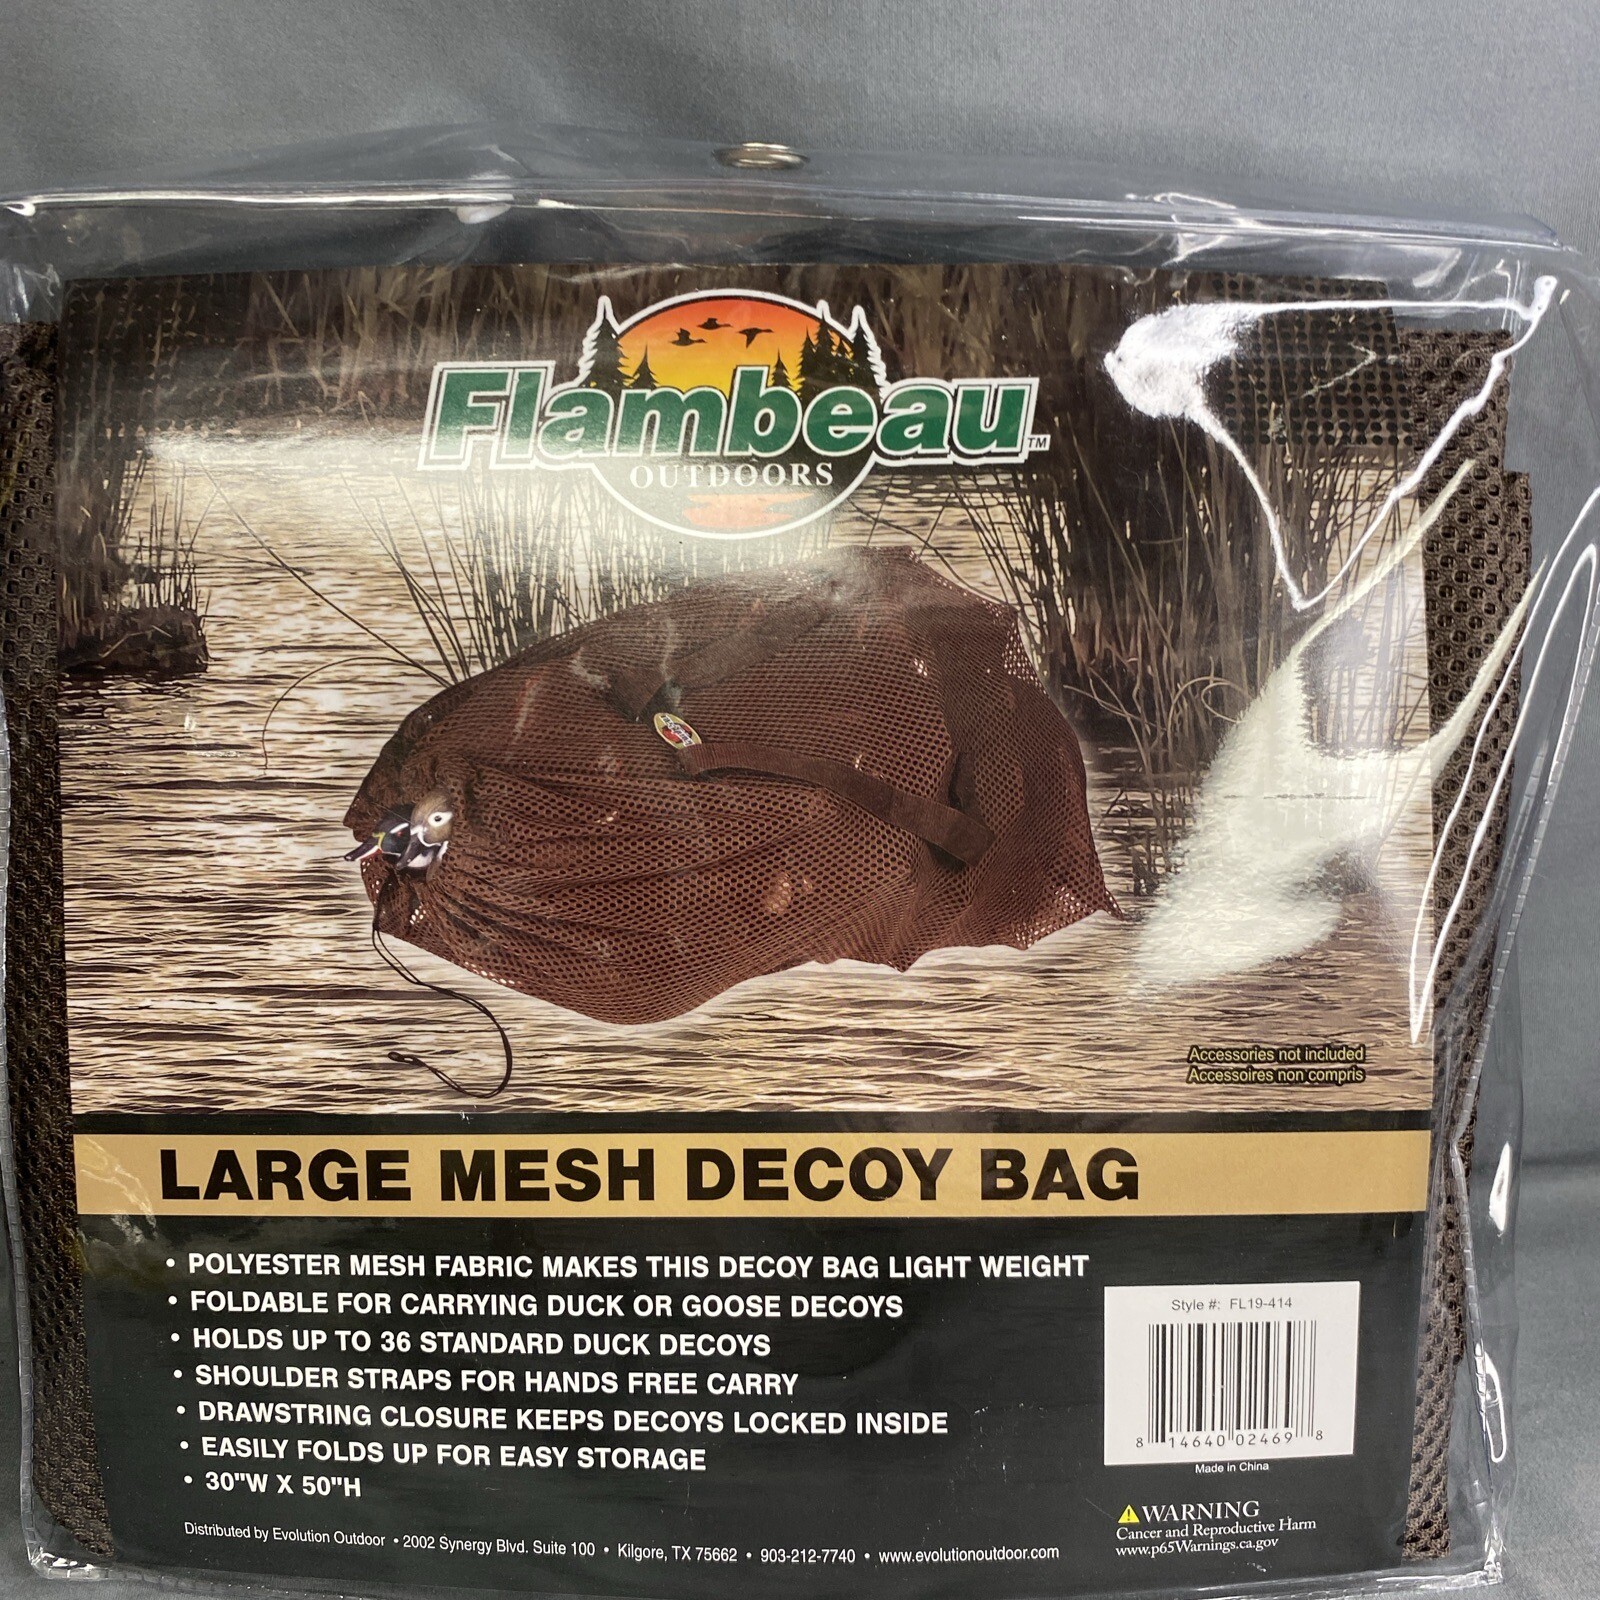 Flambeau™
OUTDOORS
Accessories not included
Accessoires non compris
LARGE MESH DECOY BAG
• POLYESTER MESH FABRIC MAKES THIS DECOY BAG LIGHT WEIGHT
• FOLDABLE FOR CARRYING DUCK OR GOOSE DECOYS
• HOLDS UP TO 36 STANDARD DUCK DECOYS
• SHOULDER STRAPS FOR HANDS FREE CARRY
• DRAWSTRING CLOSURE KEEPS DECOYS LOCKED INSIDE
• EASILY FOLDS UP FOR EASY STORAGE
• 30"W X 50"H
Style #: FL19-414
8 14640 02469 8
Made in China
⚠WARNING
Cancer and Reproductive Harm
www.p65Warnings.ca.gov
Distributed by Evolution Outdoor • 2002 Synergy Blvd. Suite 100 • Kilgore, TX 75662 • 903-212-7740 • www.evolutionoutdoor.com